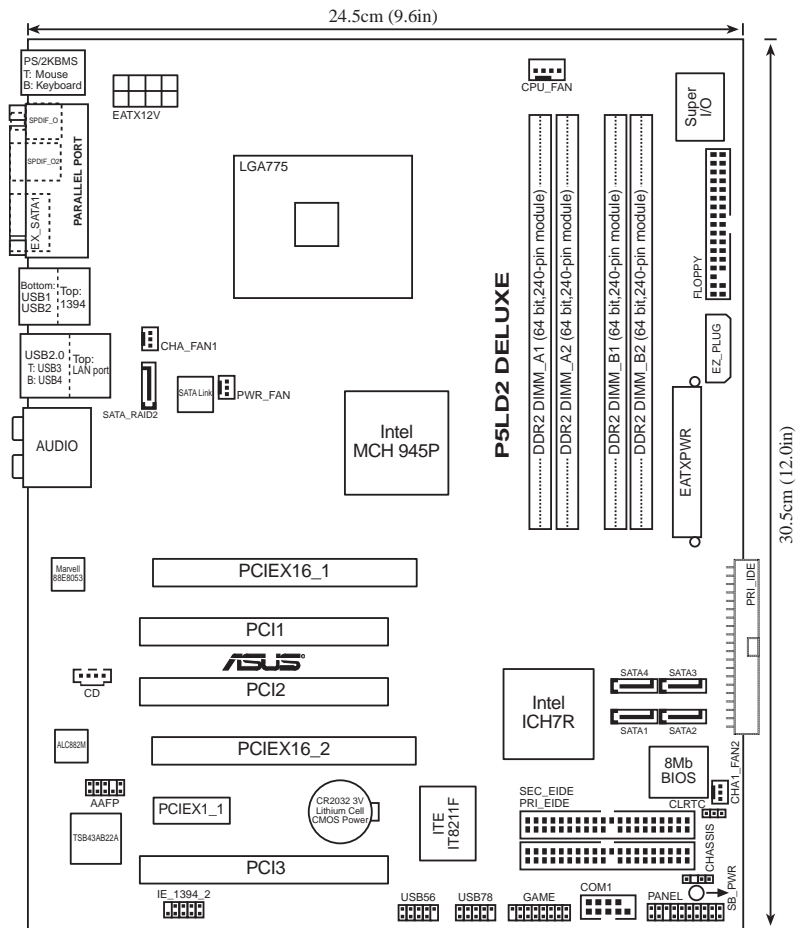 24.5cm (9.6in)
PS/2KBMS
T: Mouse
B: Keyboard
EATX12V
CPU_FAN
Super
I/O
SPDIF_O
SPDIF_O2
PARALLEL PORT
EX_SATA1
LGA775
FLOPPY
Bottom:
USB1
USB2
Top:
1394
USB2.0
T: USB3
B: USB4
Top:
LAN port
CHA_FAN1
SATA_RAID2
SATA Link
PWR_FAN
AUDIO
Intel
MCH 945P
P5LD2 DELUXE
DDR2 DIMM_A1 (64 bit,240-pin module)
DDR2 DIMM_A2 (64 bit,240-pin module)
DDR2 DIMM_B1 (64 bit,240-pin module)
DDR2 DIMM_B2 (64 bit,240-pin module)
EZ_PLUG
EATXPWR
30.5cm (12.0in)
Marvell
88E8053
PCIEX16_1
PRI_IDE
PCI1
ASUS
CD
PCI2
Intel
ICH7R
SATA4
SATA3
SATA1
SATA2
ALC882M
PCIEX16_2
8Mb
BIOS
CHA1_FAN2
AAFP
PCIEX1_1
CR2032 3V
Lithium Cell
CMOS Power
ITE
IT8211F
SEC_EIDE
PRI_EIDE
CLRTC
TSB43AB22A
CHASSIS
PCI3
SB_PWR
IE_1394_2
USB56
USB78
GAME
COM1
PANEL